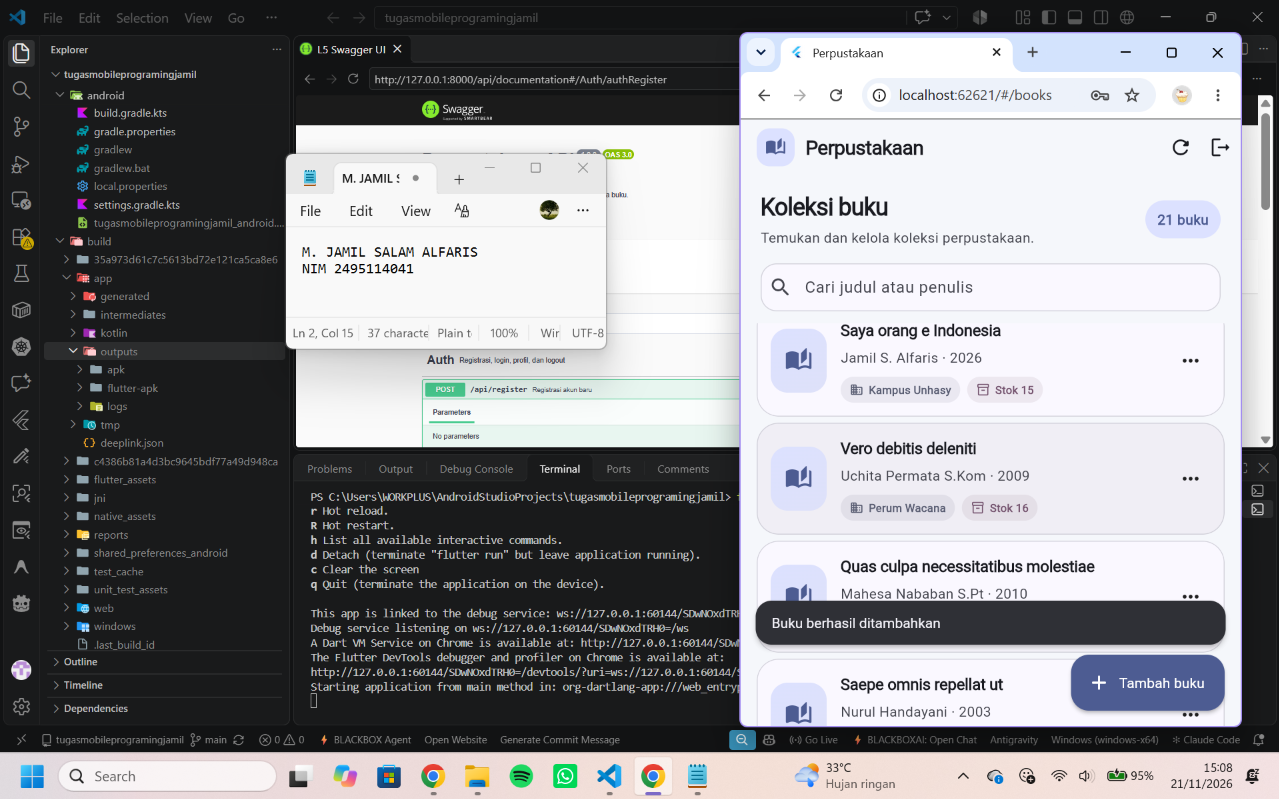 File Edit Selection View Go ··· tugasmobileprogramingjamil
Explorer
tugasmobileprogramingjamil
android
build.gradle.kts
gradle.properties
gradlew
gradlew.bat
local.properties
settings.gradle.kts
tugasmobileprogramingjamil_android....
build
35a973d61c7c5613bd72e121ca5ca8e6
app
generated
intermediates
kotlin
outputs
apk
flutter-apk
logs
tmp
deeplink.json
c4386b81a4d3bc9645bdf77a49d948ca
flutter_assets
jni
native_assets
reports
shared_preferences_android
test_cache
unit_test_assets
web
windows
.last_build_id
Outline
Timeline
Dependencies
L5 Swagger UI
http://127.0.0.1:8000/api/documentation#/Auth/authRegister
Swagger
Supported by SMARTBEAR
OAS 3.0
buku.
Auth Registrasi, login, profil, dan logout
POST /api/register Registrasi akun baru
Parameters
No parameters
M. JAMIL S
File Edit View
M. JAMIL SALAM ALFARIS
NIM 2495114041
Ln 2, Col 15 37 characte Plain t 100% Wir UTF-8
Problems Output Debug Console Terminal Ports Comments
PS C:\Users\WORKPLUS\AndroidStudioProjects\tugasmobileprogramingjamil>
r Hot reload.
R Hot restart.
h List all available interactive commands.
d Detach (terminate "flutter run" but leave application running).
c Clear the screen
q Quit (terminate the application on the device).
This app is linked to the debug service: ws://127.0.0.1:60144/SDwNOxdTRH
Debug service listening on ws://127.0.0.1:60144/SDwNOxdTRH0=/ws
A Dart VM Service on Chrome is available at: http://127.0.0.1:60144/SDwN
The Flutter DevTools debugger and profiler on Chrome is available at:
http://127.0.0.1:60144/SDwNOxdTRH0=/devtools/?uri=ws://127.0.0.1:60144/S
Starting application from main method in: org-dartlang-app:///web_entryp
Perpustakaan
localhost:62621/#/books
Perpustakaan
Koleksi buku
21 buku
Temukan dan kelola koleksi perpustakaan.
Cari judul atau penulis
Saya orang e Indonesia
Jamil S. Alfaris · 2026
Kampus Unhasy Stok 15
Vero debitis deleniti
Uchita Permata S.Kom · 2009
Perum Wacana Stok 16
Quas culpa necessitatibus molestiae
Mahesa Nababan S.Pt · 2010
Buku berhasil ditambahkan
Saepe omnis repellat ut
Nurul Handayani · 2003
+ Tambah buku
tugasmobileprogramingjamil main 0 0 BLACKBOX Agent Open Website Generate Commit Message Go Live BLACKBOXAI: Open Chat Antigravity Windows (windows-x64) Claude Code
Search
33°C
Hujan ringan
95%
15:08
21/11/2026